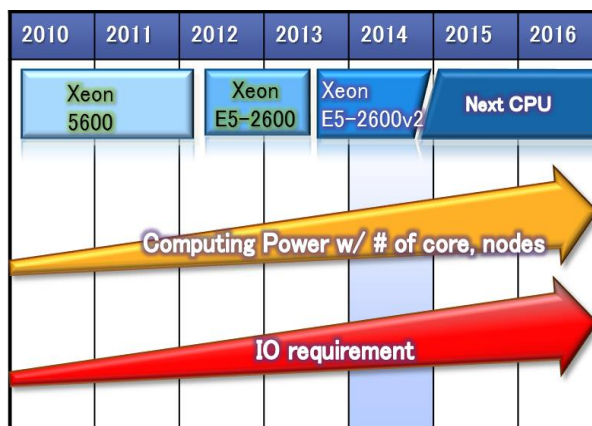 2010 2011 2012 2013 2014 2015 2016
Xeon
5600
Xeon
E5-2600
Xeon
E5-2600v2
Next CPU
Computing Power w/ # of core, nodes
IO requirement